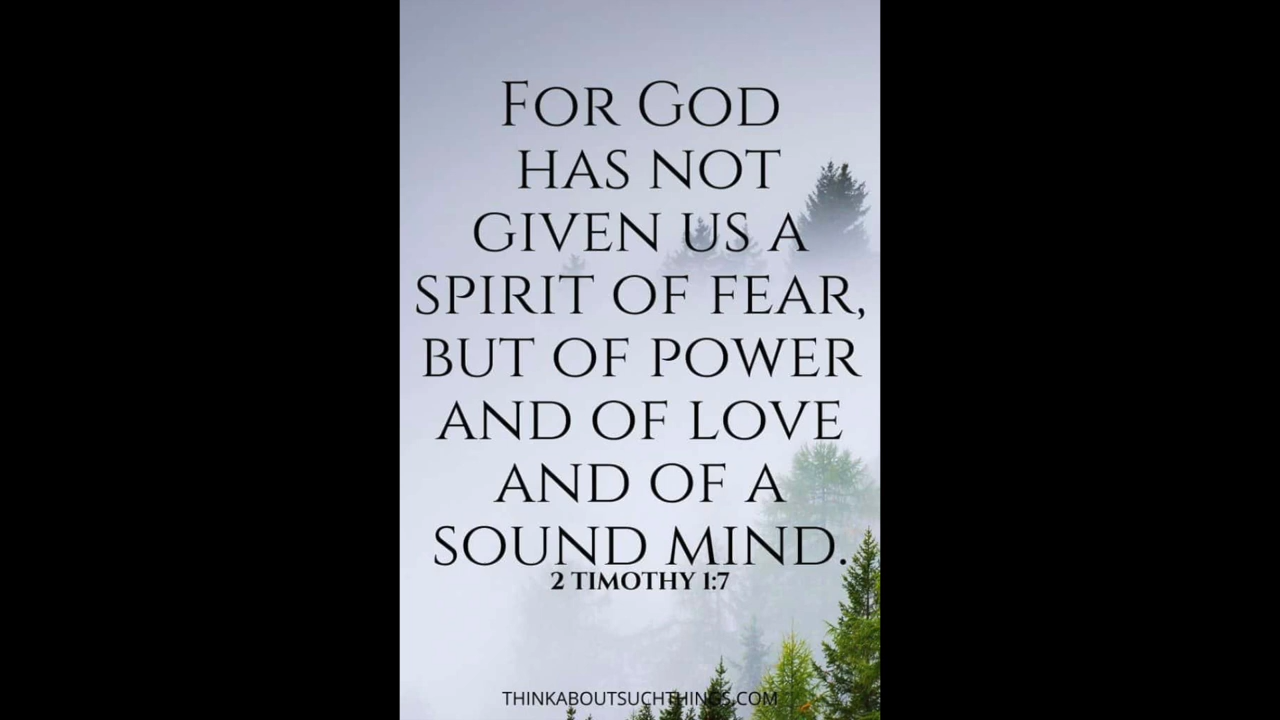 For God
has not
given us a
spirit of fear,
but of power
and of love
and of a
sound mind.
2 Timothy 1:7
THINKABOUTSUCHTHINGS.COM